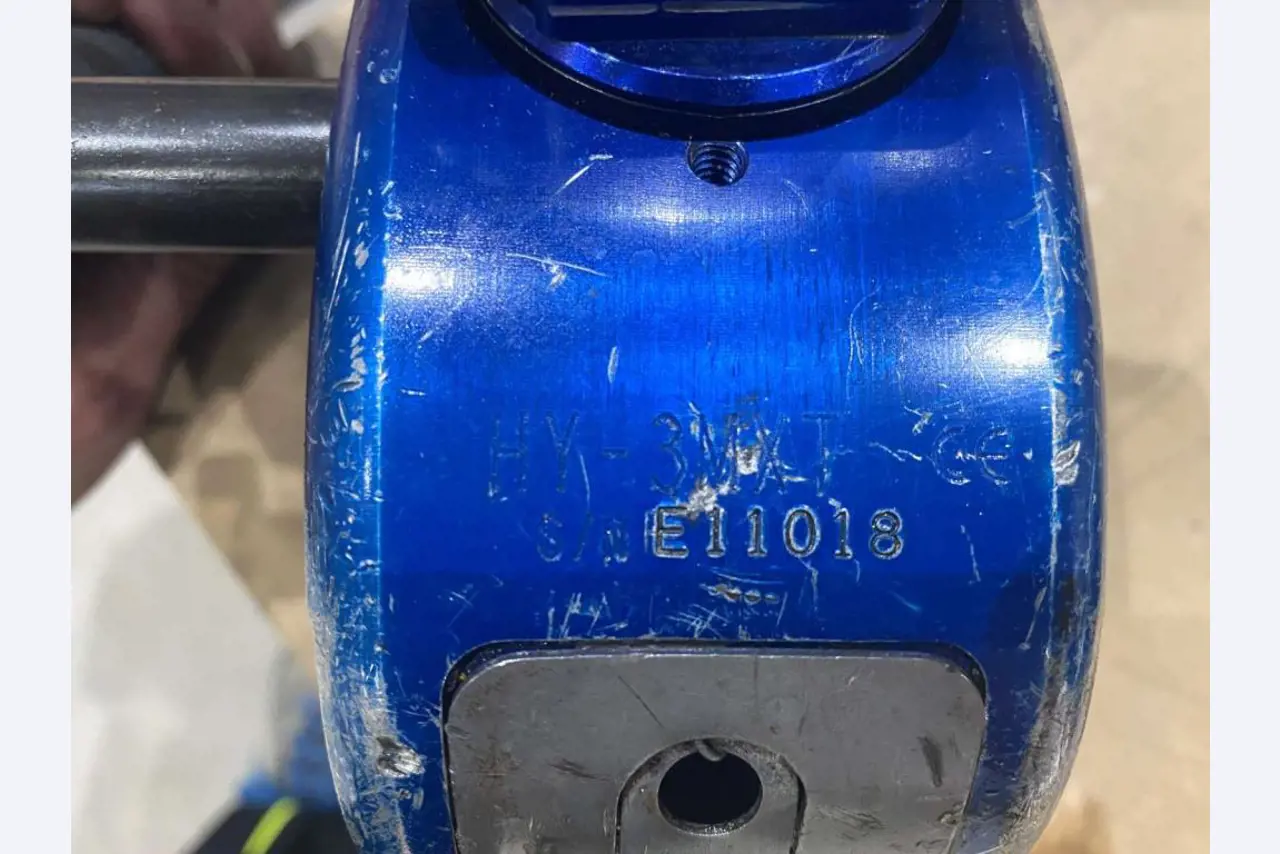 HY-3MXT CE
S/N E11018